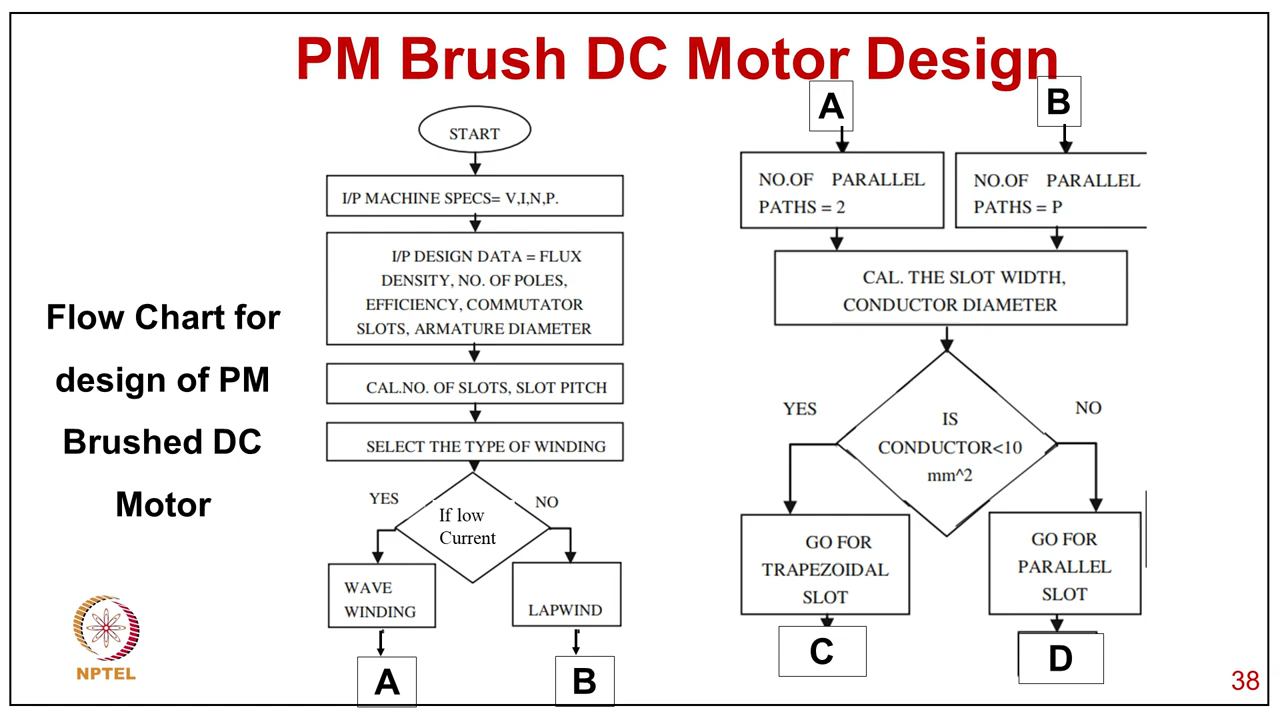 PM Brush DC Motor Design
Flow Chart for
design of PM
Brushed DC
Motor
START
I/P MACHINE SPECS= V,I,N,P.
I/P DESIGN DATA = FLUX
DENSITY, NO. OF POLES,
EFFICIENCY, COMMUTATOR
SLOTS, ARMATURE DIAMETER
CAL.NO. OF SLOTS, SLOT PITCH
SELECT THE TYPE OF WINDING
If low
Current
YES
NO
WAVE
WINDING
LAPWIND
A
B
A
B
NO.OF PARALLEL
PATHS = 2
NO.OF PARALLEL
PATHS = P
CAL. THE SLOT WIDTH,
CONDUCTOR DIAMETER
YES
NO
IS
CONDUCTOR<10
mm^2
GO FOR
TRAPEZOIDAL
SLOT
GO FOR
PARALLEL
SLOT
C
D
NPTEL
38